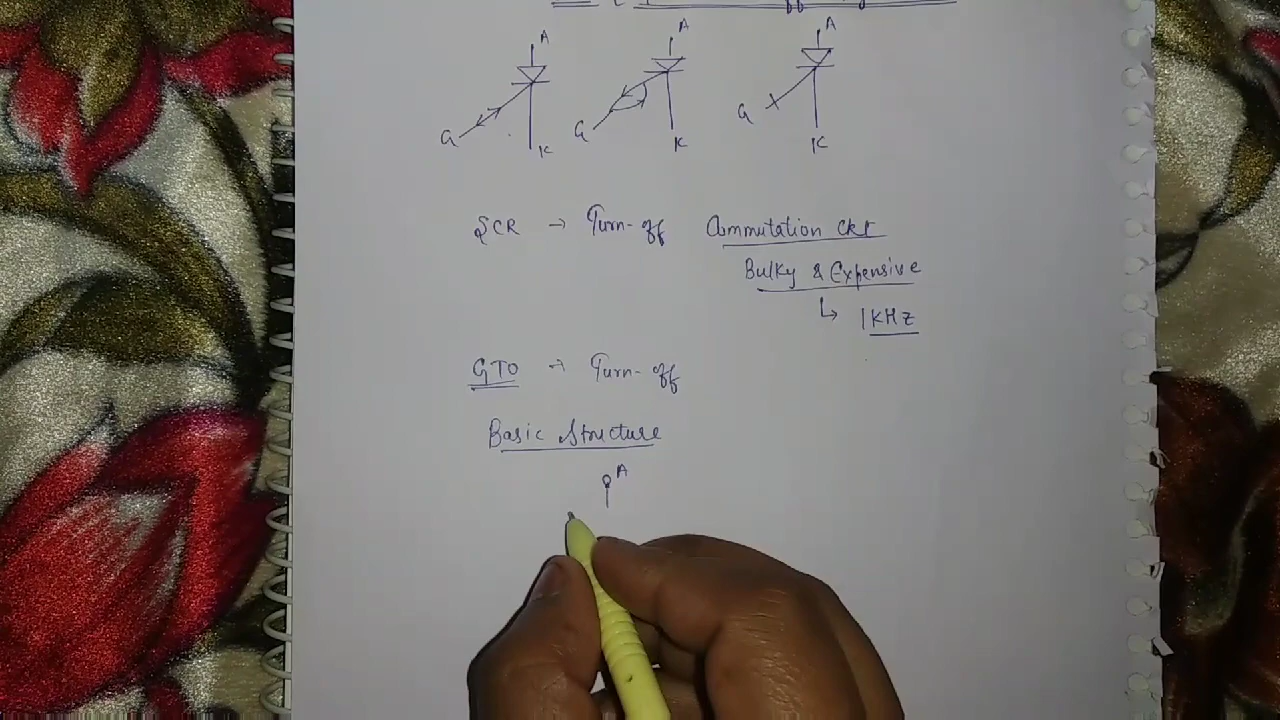 A A A
G G G
K K K
SCR → Turn-off Commutation Ckt
Bulky & Expensive
↳ 1KHz
GTO → Turn-off
Basic Structure
A